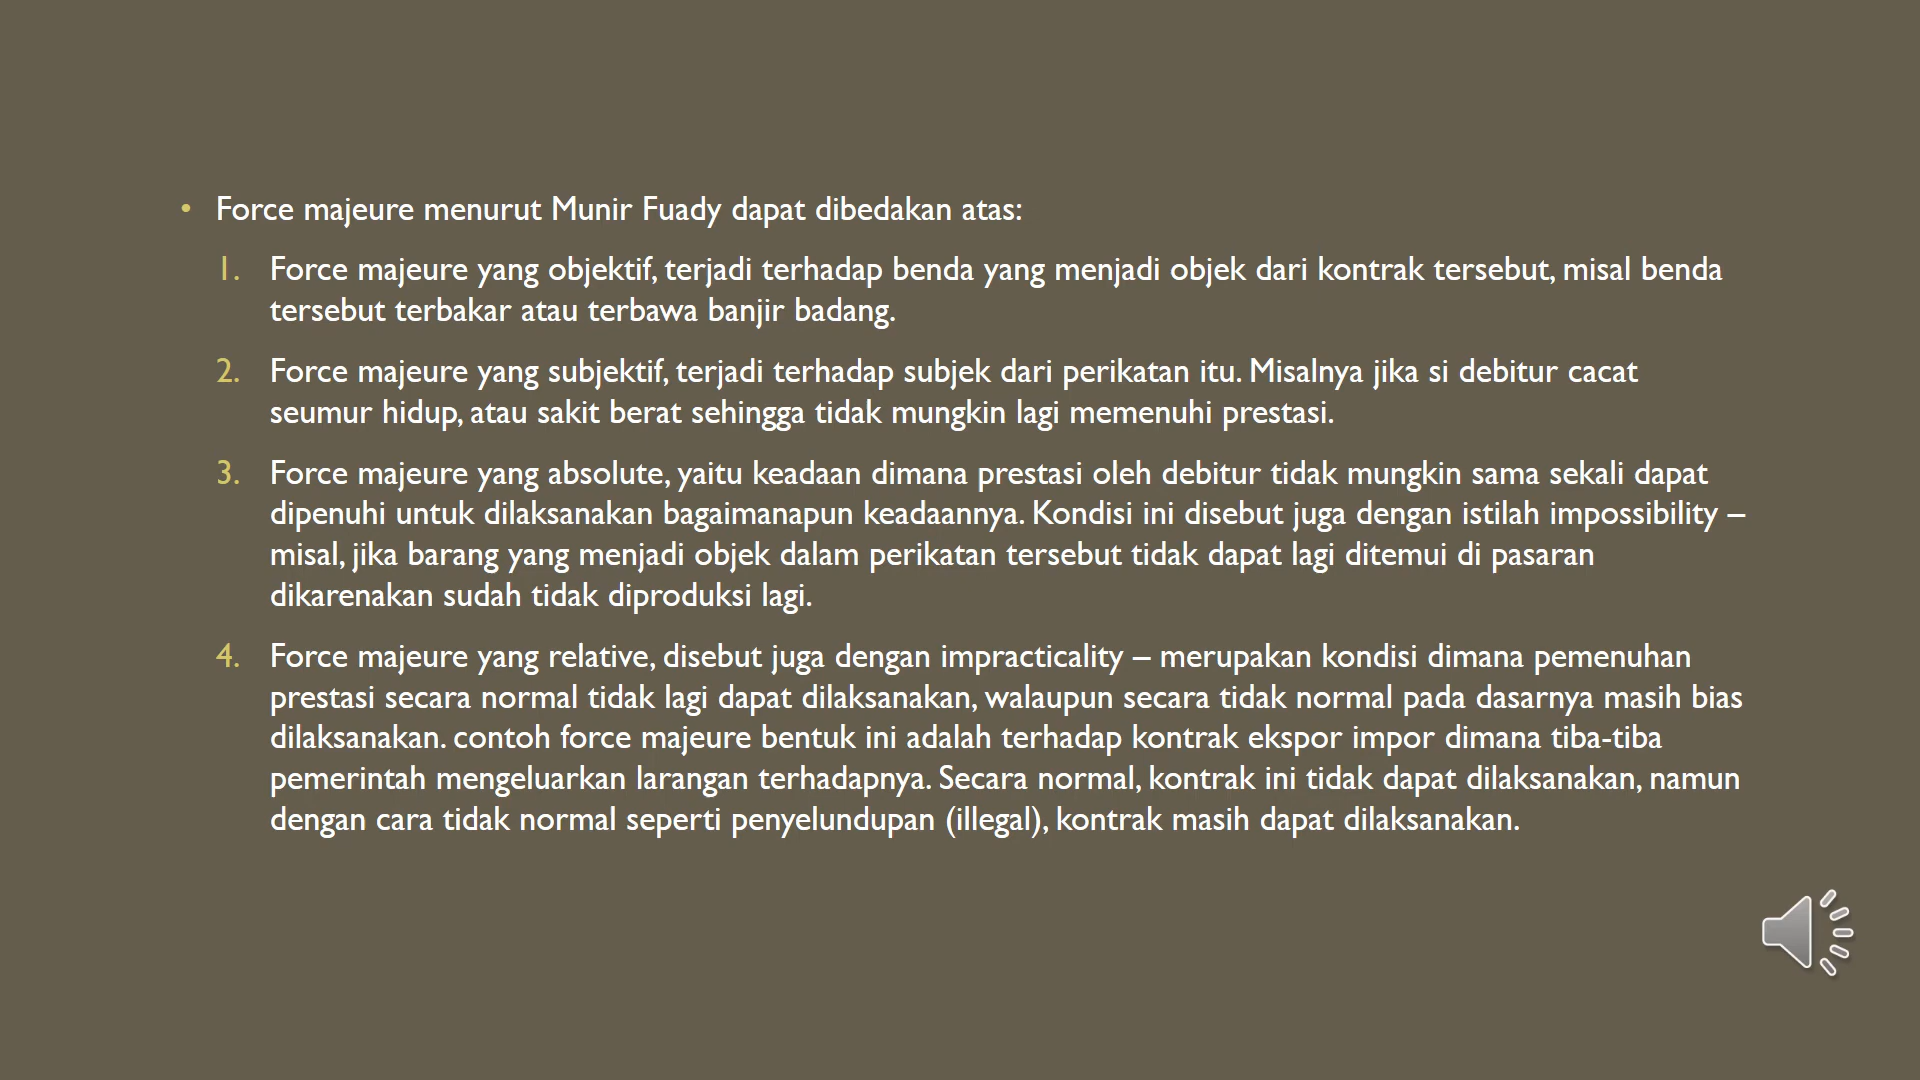 • Force majeure menurut Munir Fuady dapat dibedakan atas:
1. Force majeure yang objektif, terjadi terhadap benda yang menjadi objek dari kontrak tersebut, misal benda
tersebut terbakar atau terbawa banjir badang.
2. Force majeure yang subjektif, terjadi terhadap subjek dari perikatan itu. Misalnya jika si debitur cacat
seumur hidup, atau sakit berat sehingga tidak mungkin lagi memenuhi prestasi.
3. Force majeure yang absolute, yaitu keadaan dimana prestasi oleh debitur tidak mungkin sama sekali dapat
dipenuhi untuk dilaksanakan bagaimanapun keadaannya. Kondisi ini disebut juga dengan istilah impossibility –
misal, jika barang yang menjadi objek dalam perikatan tersebut tidak dapat lagi ditemui di pasaran
dikarenakan sudah tidak diproduksi lagi.
4. Force majeure yang relative, disebut juga dengan impracticality – merupakan kondisi dimana pemenuhan
prestasi secara normal tidak lagi dapat dilaksanakan, walaupun secara tidak normal pada dasarnya masih bias
dilaksanakan. contoh force majeure bentuk ini adalah terhadap kontrak ekspor impor dimana tiba-tiba
pemerintah mengeluarkan larangan terhadapnya. Secara normal, kontrak ini tidak dapat dilaksanakan, namun
dengan cara tidak normal seperti penyelundupan (illegal), kontrak masih dapat dilaksanakan.